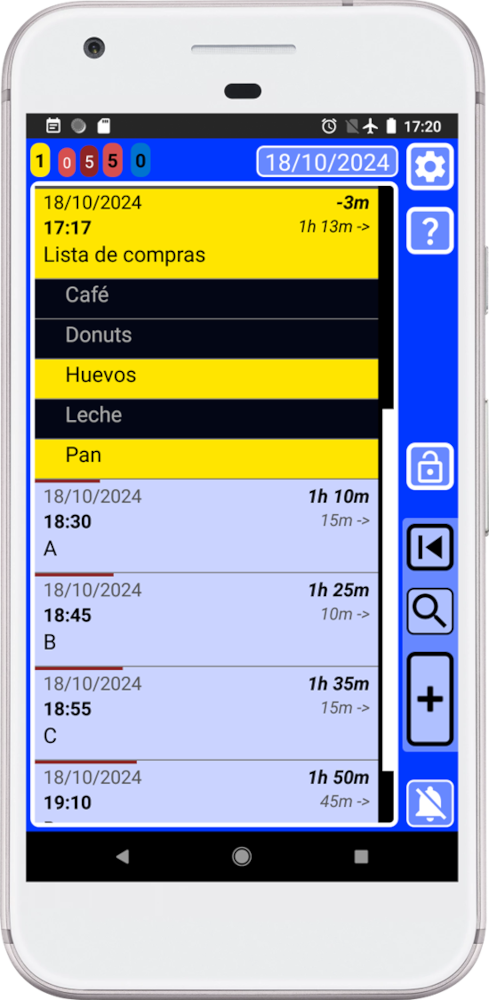 17:20
1 0 5 5 0 18/10/2024
?
18/10/2024 -3m
17:17 1h 13m ->
Lista de compras
Café
Donuts
Huevos
Leche
Pan
18/10/2024 1h 10m
18:30 15m ->
A
18/10/2024 1h 25m
18:45 10m ->
B
18/10/2024 1h 35m
18:55 15m ->
C
+
18/10/2024 1h 50m
19:10 45m ->